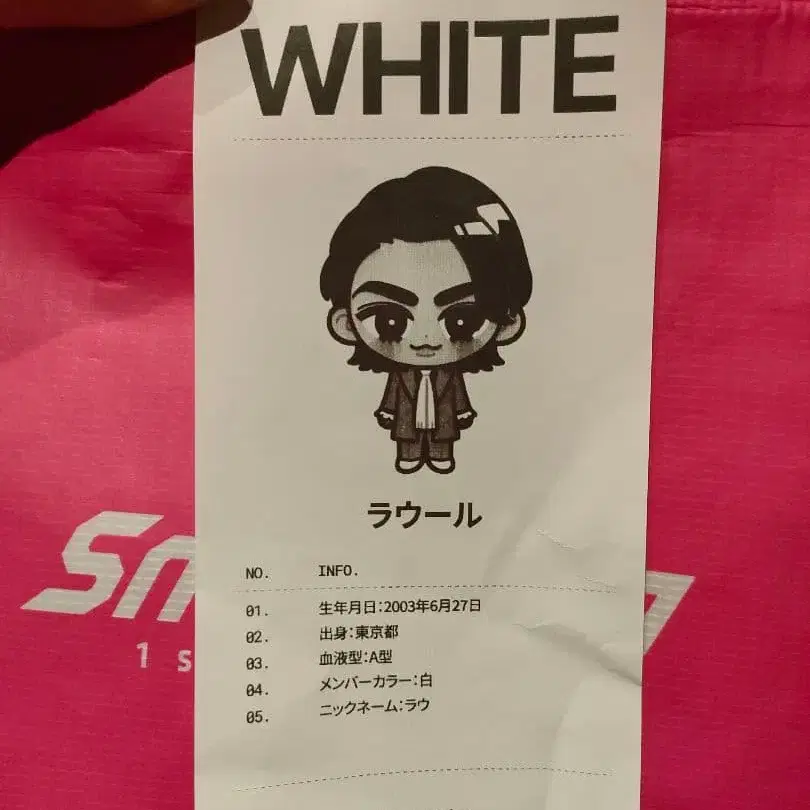 WHITE
ラウール
NO. INFO.
01. 生年月日:2003年6月27日
02. 出身:東京都
03. 血液型:A型
04. メンバーカラー:白
05. ニックネーム:ラウ
Sn
1 S